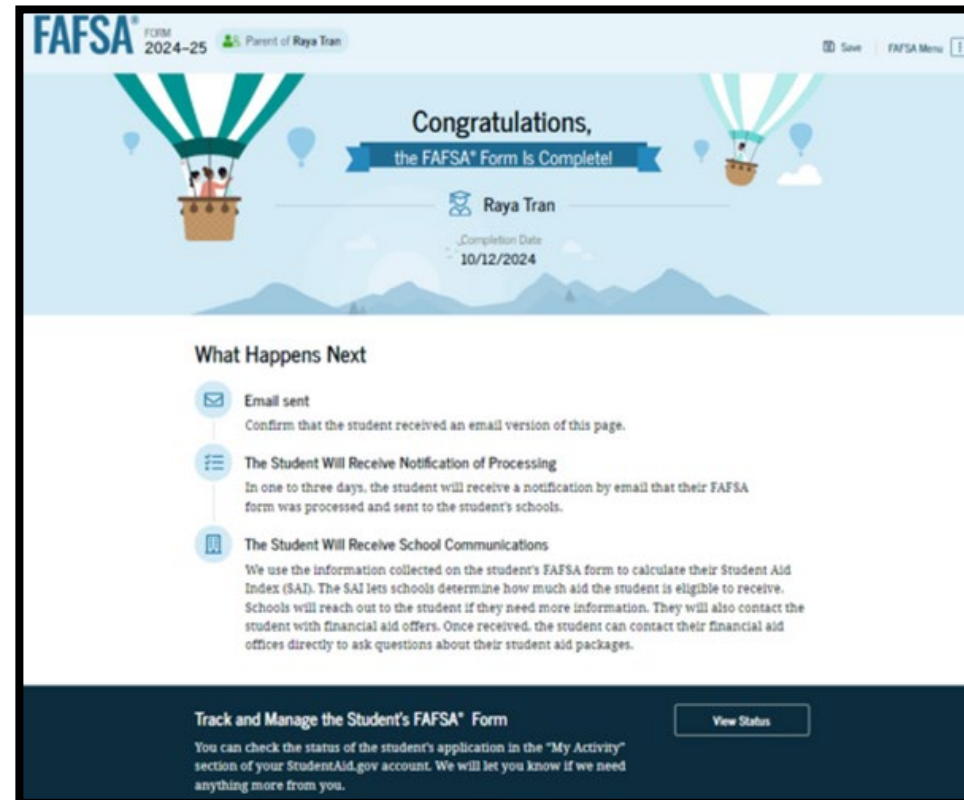 FAFSA®
FORM
2024–25
Parent of Raya Tran
Save
FAFSA Menu
Congratulations,
the FAFSA® Form Is Complete!
Raya Tran
Completion Date
10/12/2024
What Happens Next
Email sent
Confirm that the student received an email version of this page.
The Student Will Receive Notification of Processing
In one to three days, the student will receive a notification by email that their FAFSA
form was processed and sent to the student's schools.
The Student Will Receive School Communications
We use the information collected on the student's FAFSA form to calculate their Student Aid
Index (SAI). The SAI lets schools determine how much aid the student is eligible to receive.
Schools will reach out to the student if they need more information. They will also contact the
student with financial aid offers. Once received, the student can contact their financial aid
offices directly to ask questions about their student aid packages.
Track and Manage the Student's FAFSA® Form
View Status
You can check the status of the student's application in the "My Activity"
section of your StudentAid.gov account. We will let you know if we need
anything more from you.